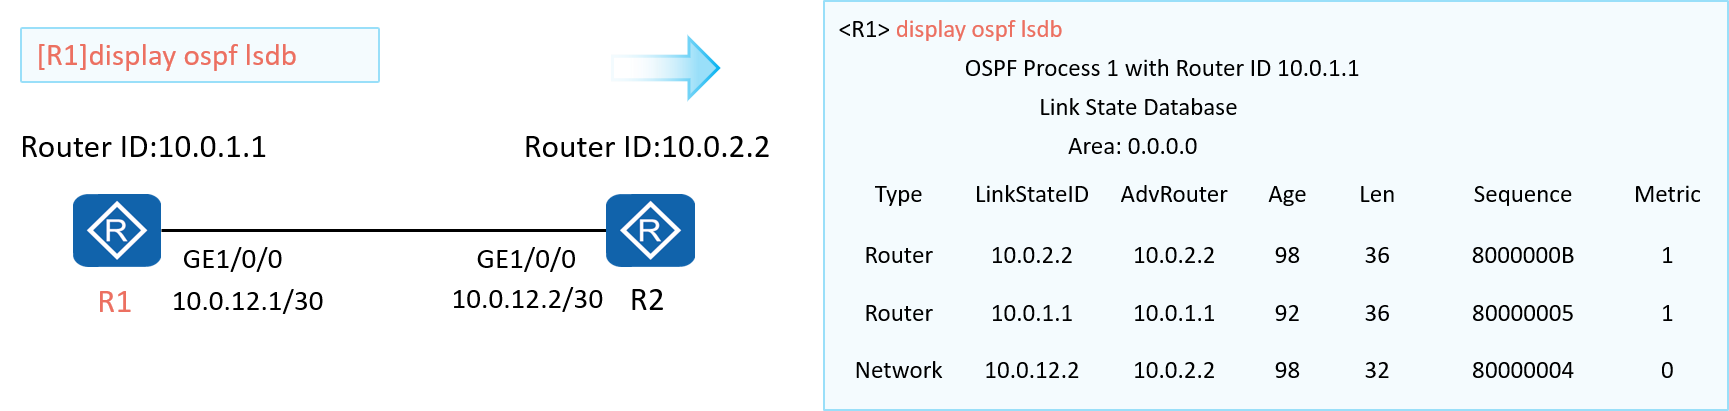 [R1]display ospf lsdb
Router ID:10.0.1.1
Router ID:10.0.2.2
R
R
GE1/0/0
GE1/0/0
10.0.12.1/30
10.0.12.2/30
R1
R2
<R1> display ospf lsdb
OSPF Process 1 with Router ID 10.0.1.1
Link State Database
Area: 0.0.0.0
Type LinkStateID AdvRouter Age Len Sequence Metric
Router 10.0.2.2 10.0.2.2 98 36 8000000B 1
Router 10.0.1.1 10.0.1.1 92 36 80000005 1
Network 10.0.12.2 10.0.2.2 98 32 80000004 0